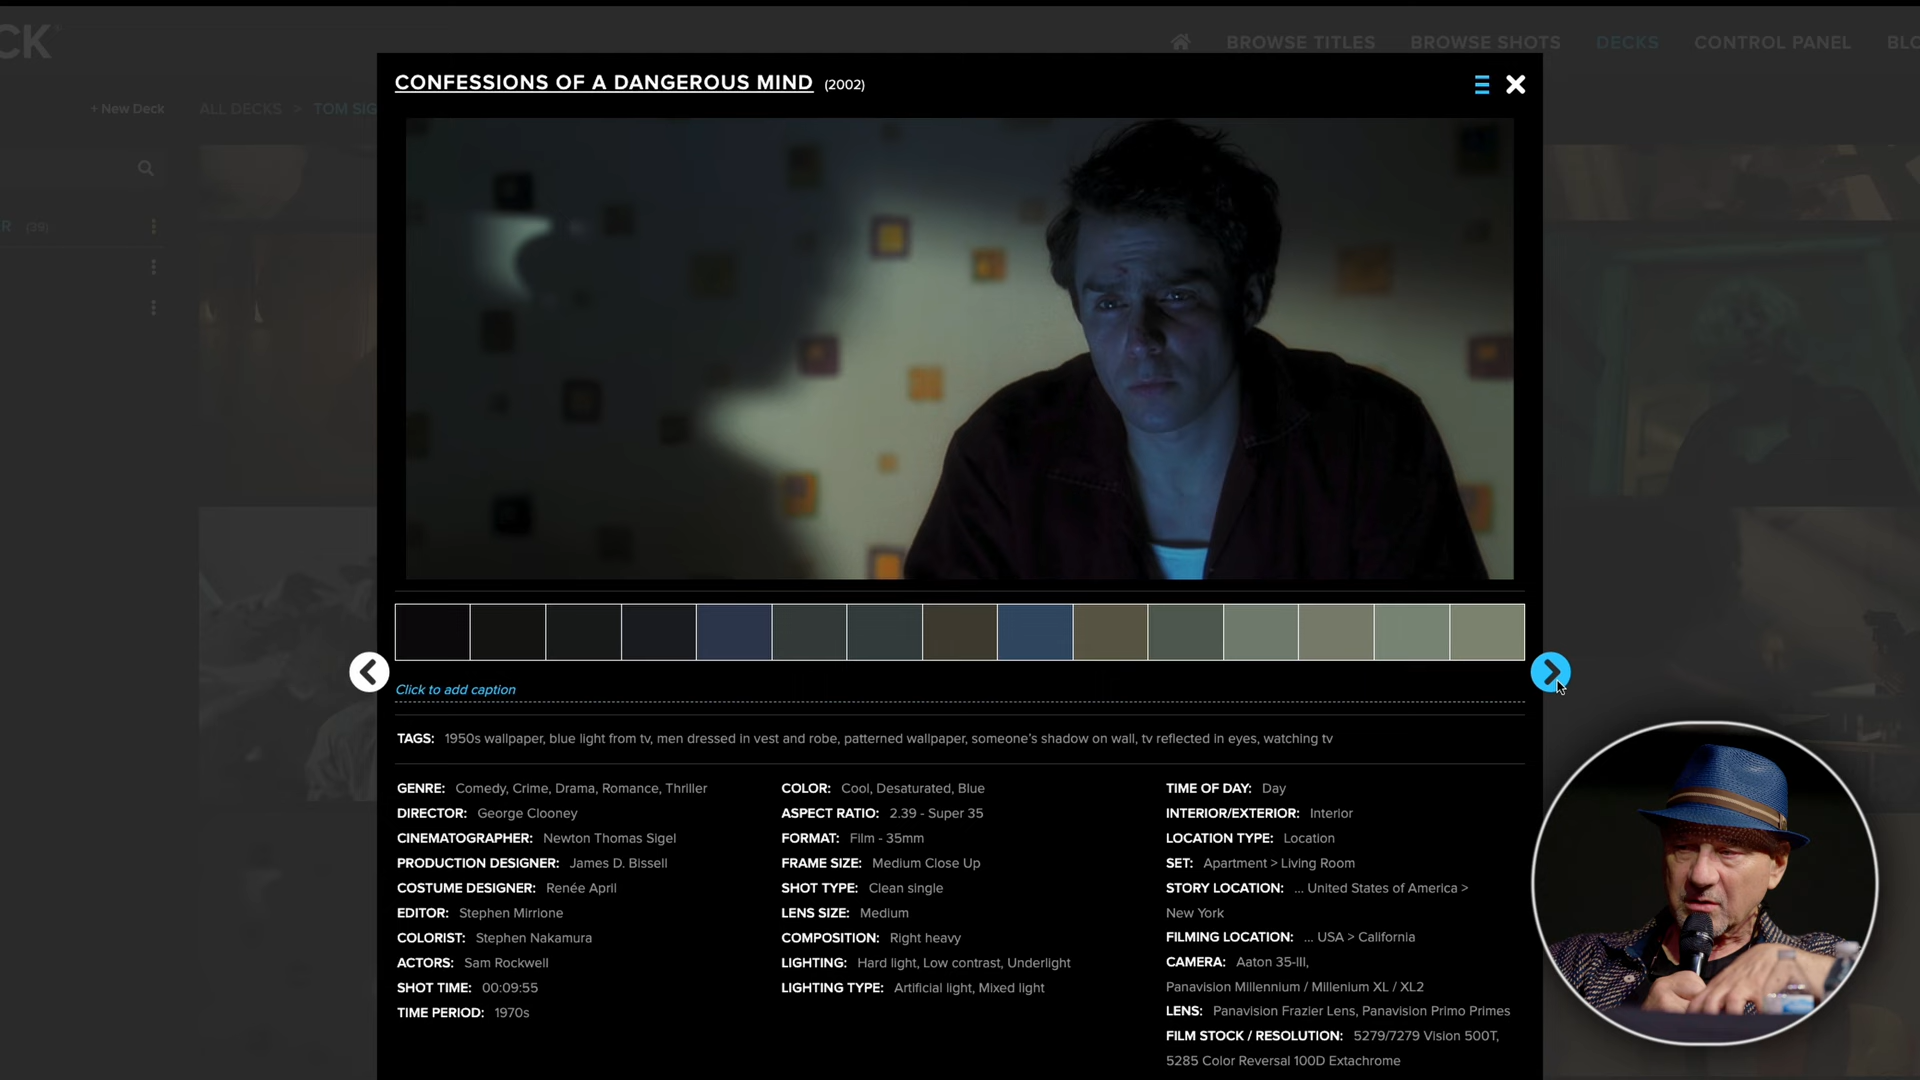 CK
BROWSE TITLES
BROWSE SHOTS
DECKS
CONTROL PANEL
BLO
+ New Deck
ALL DECKS > TOM SIG
R (39)
CONFESSIONS OF A DANGEROUS MIND (2002)
Click to add caption
TAGS: 1950s wallpaper, blue light from tv, men dressed in vest and robe, patterned wallpaper, someone's shadow on wall, tv reflected in eyes, watching tv
GENRE: Comedy, Crime, Drama, Romance, Thriller
DIRECTOR: George Clooney
CINEMATOGRAPHER: Newton Thomas Sigel
PRODUCTION DESIGNER: James D. Bissell
COSTUME DESIGNER: Renée April
EDITOR: Stephen Mirrione
COLORIST: Stephen Nakamura
ACTORS: Sam Rockwell
SHOT TIME: 00:09:55
TIME PERIOD: 1970s
COLOR: Cool, Desaturated, Blue
ASPECT RATIO: 2.39 - Super 35
FORMAT: Film - 35mm
FRAME SIZE: Medium Close Up
SHOT TYPE: Clean single
LENS SIZE: Medium
COMPOSITION: Right heavy
LIGHTING: Hard light, Low contrast, Underlight
LIGHTING TYPE: Artificial light, Mixed light
TIME OF DAY: Day
INTERIOR/EXTERIOR: Interior
LOCATION TYPE: Location
SET: Apartment > Living Room
STORY LOCATION: ... United States of America >
New York
FILMING LOCATION: ... USA > California
CAMERA: Aaton 35-III,
Panavision Millennium / Millenium XL / XL2
LENS: Panavision Frazier Lens, Panavision Primo Primes
FILM STOCK / RESOLUTION: 5279/7279 Vision 500T,
5285 Color Reversal 100D Extachrome